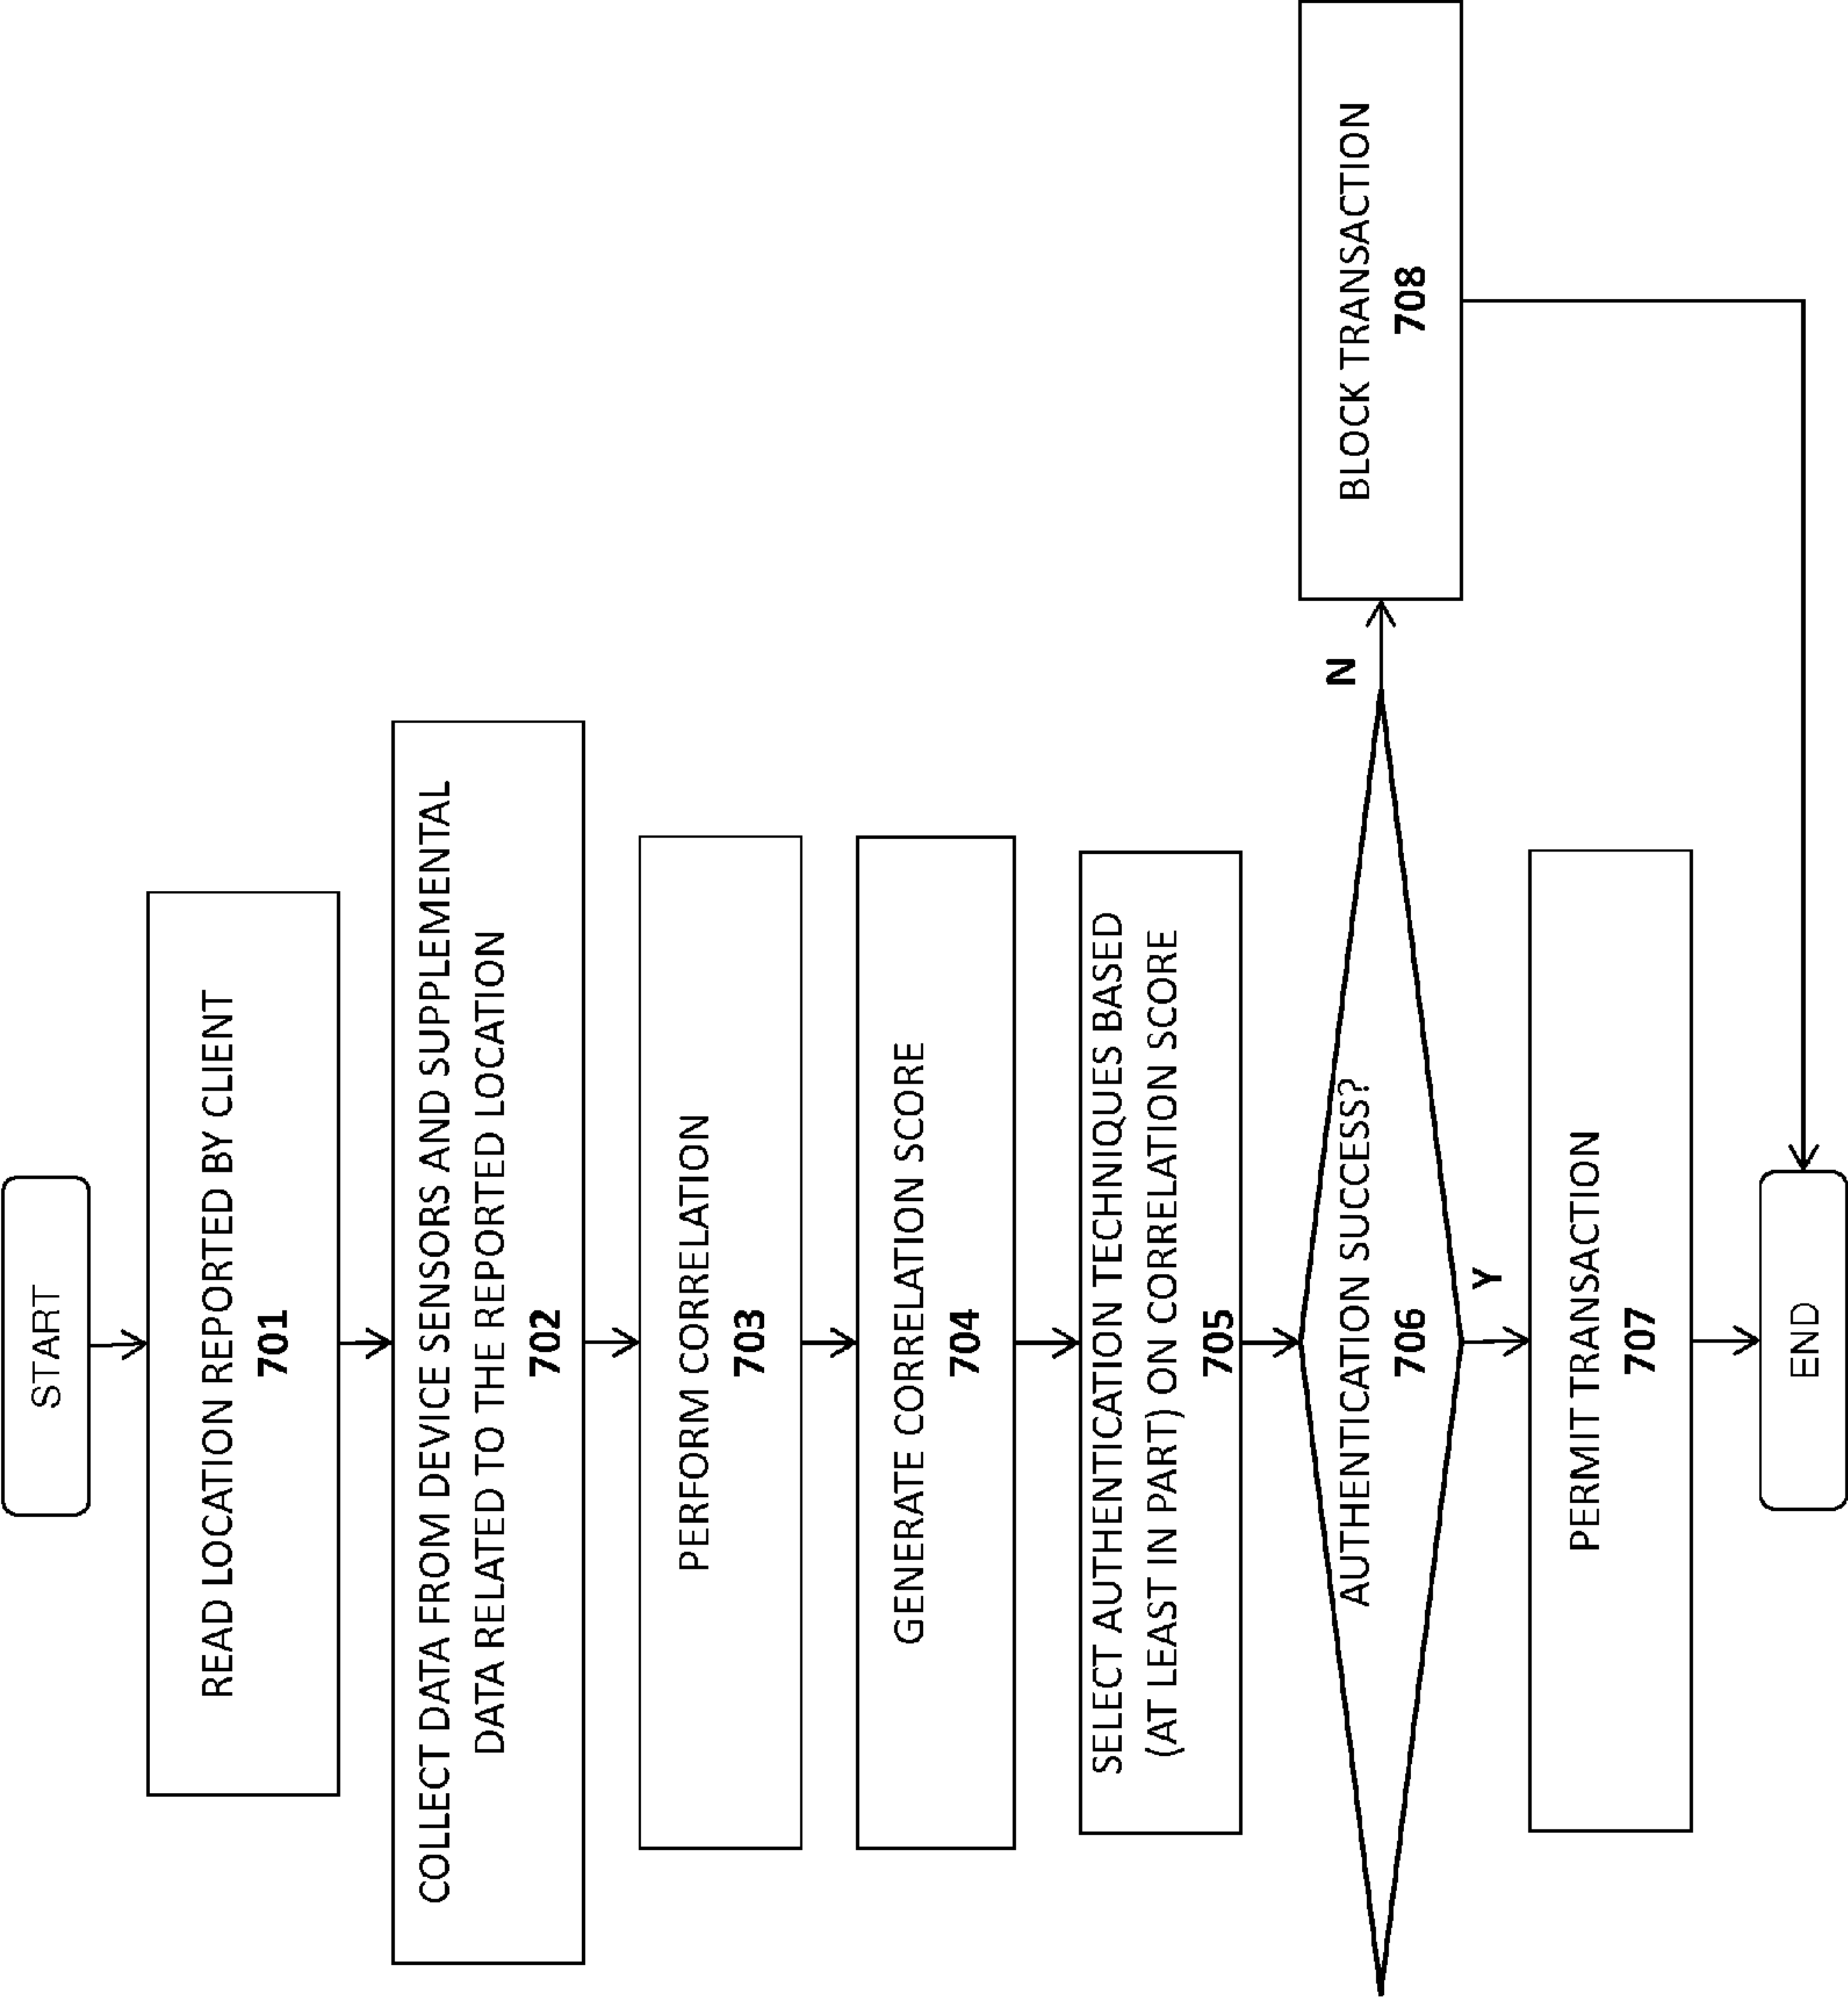 START
READ LOCATION REPORTED BY CLIENT
701
COLLECT DATA FROM DEVICE SENSORS AND SUPPLEMENTAL
DATA RELATED TO THE REPORTED LOCATION
702
PERFORM CORRELATION
703
GENERATE CORRELATION SCORE
704
SELECT AUTHENTICATION TECHNIQUES BASED
(AT LEAST IN PART) ON CORRELATION SCORE
705
AUTHENTICATION SUCCESS?
706
N
BLOCK TRANSACTION
708
Y
PERMIT TRANSACTION
707
END